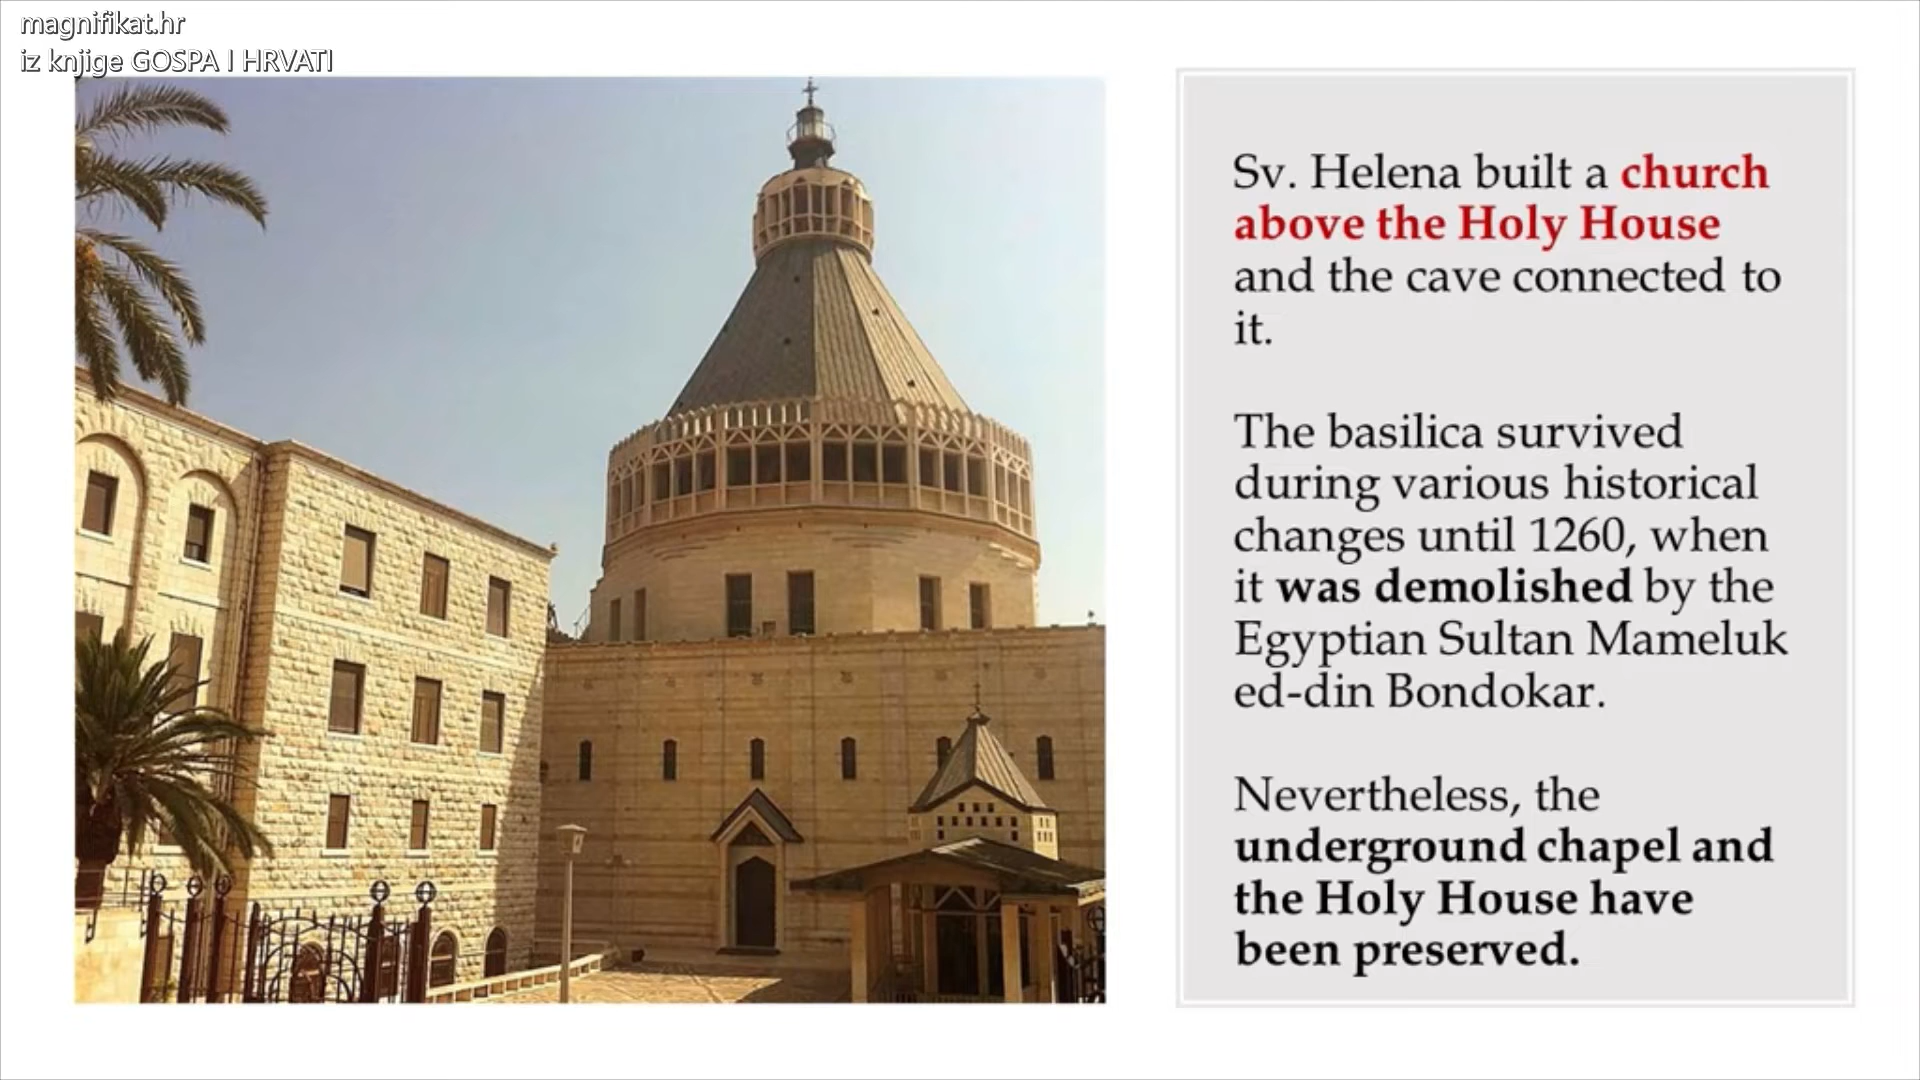 magnifikat.hr
iz knjige GOSPA I HRVATI
Sv. Helena built a church
above the Holy House
and the cave connected to
it.
The basilica survived
during various historical
changes until 1260, when
it was demolished by the
Egyptian Sultan Mameluk
ed-din Bondokar.
Nevertheless, the
underground chapel and
the Holy House have
been preserved.